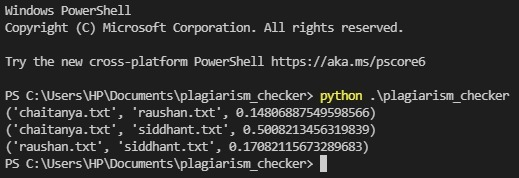 Windows PowerShell
Copyright (C) Microsoft Corporation. All rights reserved.
Try the new cross-platform PowerShell https://aka.ms/pscore6
PS C:\Users\HP\Documents\plagiarism_checker> python .\plagiarism_checker
('chaitanya.txt', 'raushan.txt', 0.14806887549598566)
('chaitanya.txt', 'siddhant.txt', 0.5008213456319839)
('raushan.txt', 'siddhant.txt', 0.17082115673289683)
PS C:\Users\HP\Documents\plagiarism_checker>